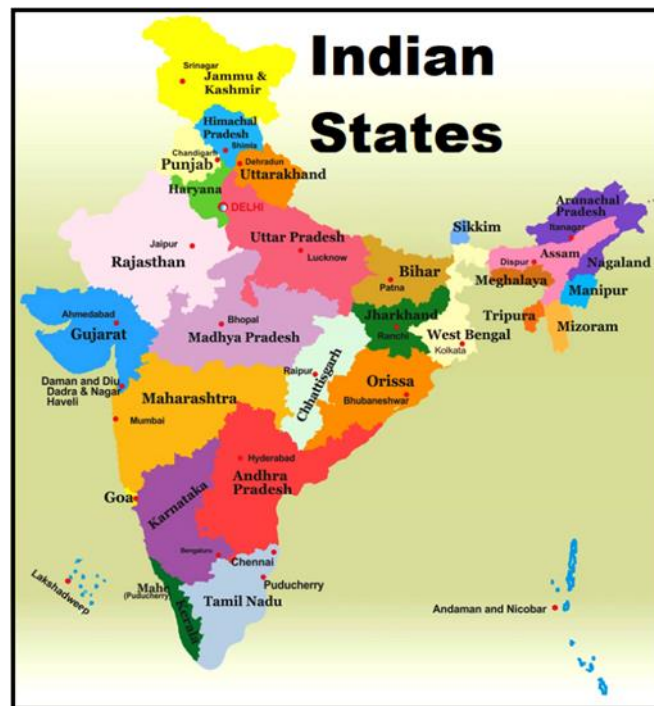 Indian
States
Srinagar
Jammu &
Kashmir
Himachal
Pradesh
Shimla
Chandigarh
Punjab
Dehradun
Uttarakhand
Haryana
DELHI
Jaipur
Rajasthan
Uttar Pradesh
Lucknow
Sikkim
Arunachal
Pradesh
Itanagar
Dispur
Assam
Nagaland
Meghalaya
Manipur
Tripura
Mizoram
Bihar
Patna
Jharkhand
Ranchi
West Bengal
Kolkata
Ahmedabad
Gujarat
Bhopal
Madhya Pradesh
Raipur
Chhattisgarh
Orissa
Bhubaneshwar
Daman and Diu
Dadra & Nagar
Haveli
Maharashtra
Mumbai
Hyderabad
Andhra
Pradesh
Goa
Karnataka
Bengaluru
Chennai
Puducherry
Lakshadweep
Mahe
(Puducherry)
Kerala
Tamil Nadu
Andaman and Nicobar